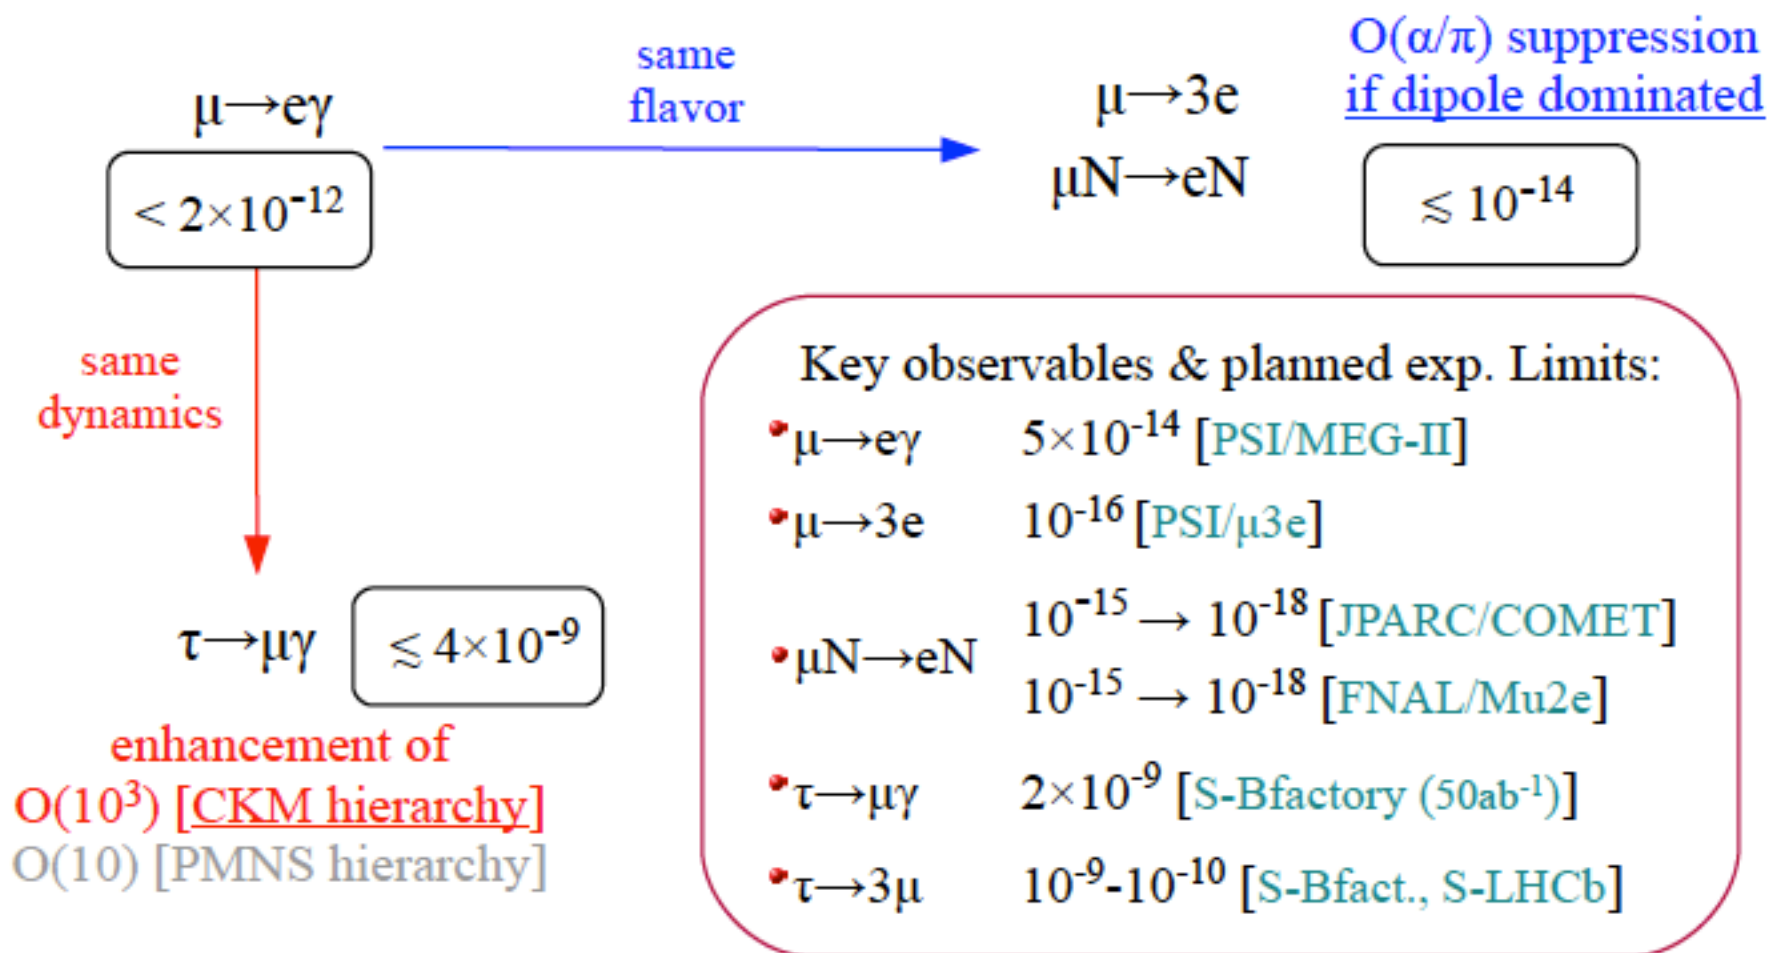 μ→eγ
< 2×10⁻¹²
same
flavor
μ→3e
μN→eN
O(α/π) suppression
if dipole dominated
≲ 10⁻¹⁴
same
dynamics
τ→μγ
≲ 4×10⁻⁹
enhancement of
O(10³) [CKM hierarchy]
O(10) [PMNS hierarchy]
Key observables & planned exp. Limits:
μ→eγ 5×10⁻¹⁴ [PSI/MEG-II]
μ→3e 10⁻¹⁶ [PSI/μ3e]
μN→eN
10⁻¹⁵ → 10⁻¹⁸ [JPARC/COMET]
10⁻¹⁵ → 10⁻¹⁸ [FNAL/Mu2e]
τ→μγ 2×10⁻⁹ [S-Bfactory (50ab⁻¹)]
τ→3μ 10⁻⁹-10⁻¹⁰ [S-Bfact., S-LHCb]